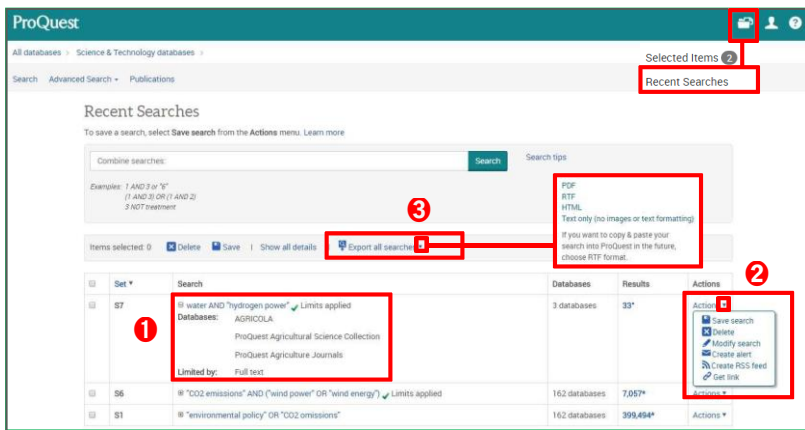 ProQuest
All databases > Science & Technology databases >
Selected Items 2
Search Advanced Search Publications
Recent Searches
Recent Searches
To save a search, select Save search from the Actions menu. Learn more
Combine searches:
Search
Search tips
Examples: 1 AND 3 or "6"
(1 AND 3) OR (1 AND 2)
3 NOT treatment
PDF
RTF
HTML
Text only (no images or text formatting)
If you want to copy & paste your
search into ProQuest in the future,
choose RTF format.
3
Items selected: 0 Delete Save | Show all details | Export all searches
2
Set Search Databases Results Actions
1
S7 water AND "hydrogen power" Limits applied 3 databases 33* Actions
Databases: AGRICOLA
ProQuest Agricultural Science Collection
ProQuest Agriculture Journals
Limited by: Full text
Save search
Delete
Modify search
Create alert
Create RSS feed
Get link
S6 "CO2 emissions" AND ("wind power" OR "wind energy") Limits applied 162 databases 7,057* Actions
S1 "environmental policy" OR "CO2 omissions" 162 databases 399,494* Actions